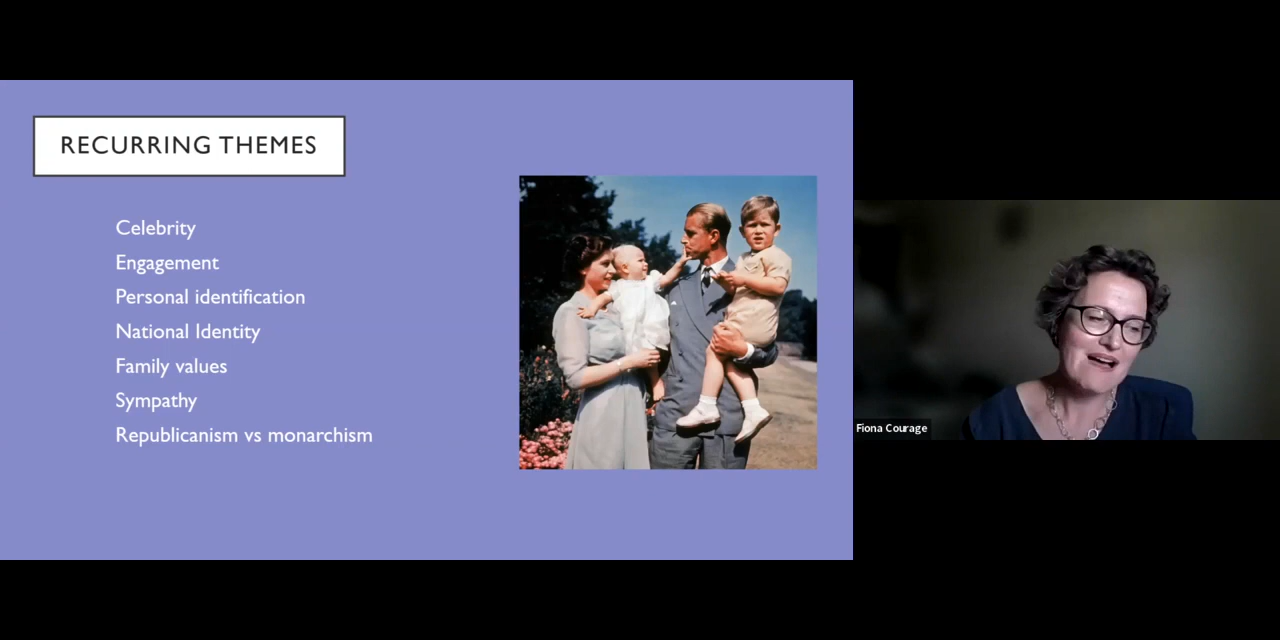 RECURRING THEMES
Celebrity
Engagement
Personal identification
National Identity
Family values
Sympathy
Republicanism vs monarchism
Fiona Courage